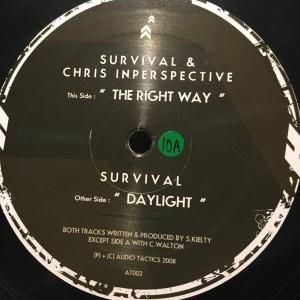 SURVIVAL &
CHRIS INPERSPECTIVE
This Side : " THE RIGHT WAY "
10A
SURVIVAL
Other Side : " DAYLIGHT "
BOTH TRACKS WRITTEN & PRODUCED BY S.KIELTY
EXCEPT SIDE A WITH C.WALTON
(P) + (C) AUDIO TACTICS 2008
AT002